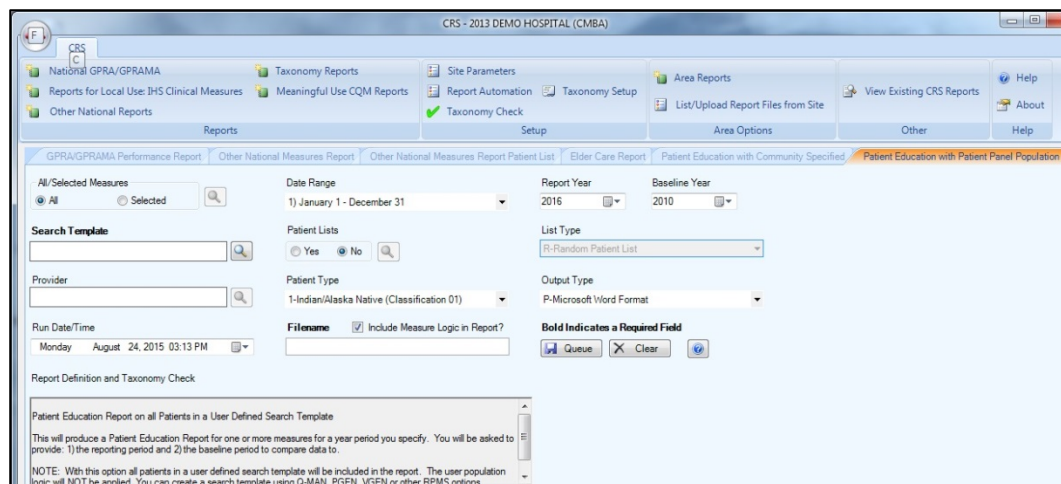 CRS - 2013 DEMO HOSPITAL (CMBA)
F
CRS
C
National GPRA/GPRAMA
Reports for Local Use: IHS Clinical Measures
Other National Reports
Taxonomy Reports
Meaningful Use CQM Reports
Reports
Site Parameters
Report Automation
Taxonomy Setup
Taxonomy Check
Setup
Area Reports
List/Upload Report Files from Site
Area Options
View Existing CRS Reports
Other
Help
About
Help
GPRA/GPRAMA Performance Report
Other National Measures Report
Other National Measures Report Patient List
Elder Care Report
Patient Education with Community Specified
Patient Education with Patient Panel Population
All/Selected Measures
All
Selected
Date Range
1) January 1 - December 31
Report Year
2016
Baseline Year
2010
Search Template
Patient Lists
Yes
No
List Type
R-Random Patient List
Provider
Patient Type
1-Indian/Alaska Native (Classification 01)
Output Type
P-Microsoft Word Format
Run Date/Time
Monday August 24, 2015 03:13 PM
Filename
Include Measure Logic in Report?
Bold Indicates a Required Field
Queue
Clear
Report Definition and Taxonomy Check
Patient Education Report on all Patients in a User Defined Search Template
This will produce a Patient Education Report for one or more measures for a year period you specify. You will be asked to
provide: 1) the reporting period and 2) the baseline period to compare data to.
NOTE: With this option all patients in a user defined search template will be included in the report. The user population
logic will NOT be applied. You can create a search template using Q-MAN, PGEN, VGEN or other RPMS options.